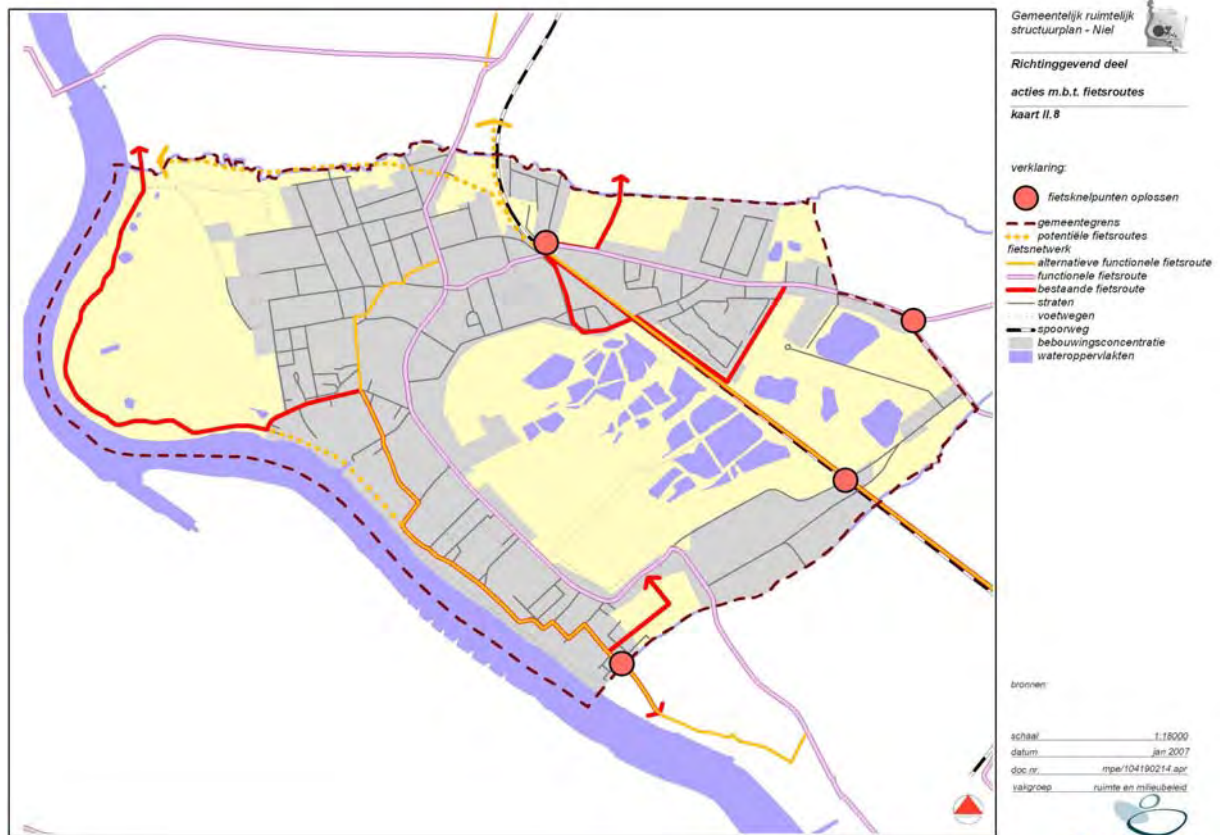 Gemeentelijk ruimtelijk
structuurplan - Niel
Richtinggevend deel
acties m.b.t. fietsroutes
kaart II.8
verklaring:
fietsknelpunten oplossen
gemeentegrens
potentiële fietsroutes
fietsnetwerk
alternatieve functionele fietsroute
functionele fietsroute
bestaande fietsroute
straten
voetwegen
spoorweg
bebouwingsconcentratie
wateroppervlakten
bronnen:
schaal 1:18000
datum jan 2007
doc nr. mpe/104190214.apr
vakgroep ruimte en milieubeleid